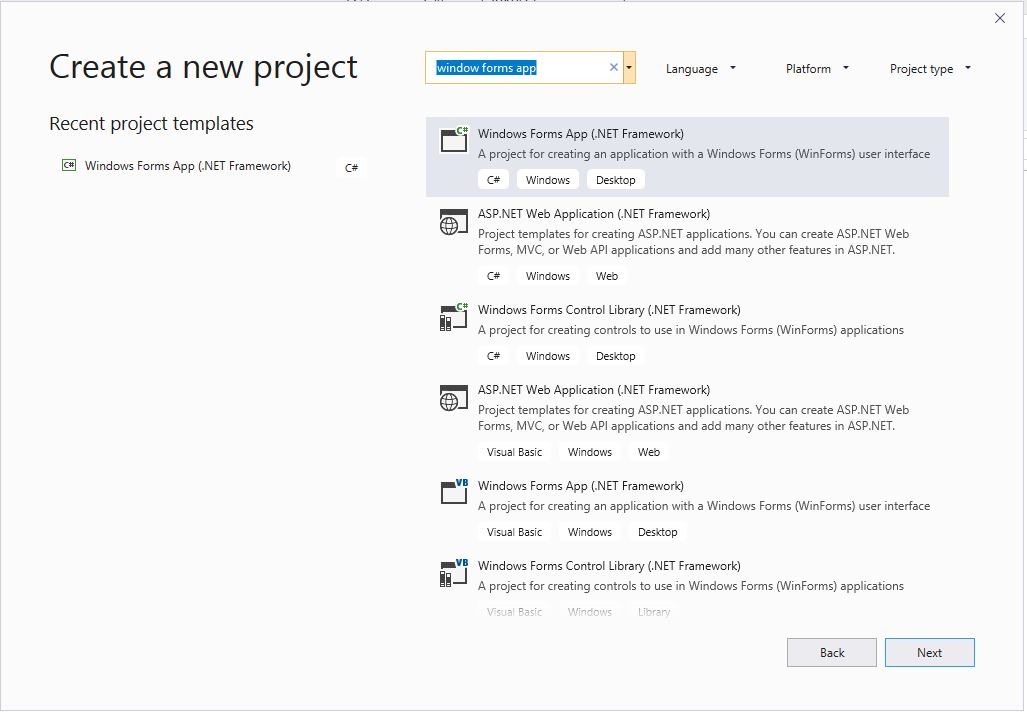 Create a new project
window forms app
Language
Platform
Project type
Recent project templates
C# Windows Forms App (.NET Framework) C#
C#
Windows Forms App (.NET Framework)
A project for creating an application with a Windows Forms (WinForms) user interface
C# Windows Desktop
ASP.NET Web Application (.NET Framework)
Project templates for creating ASP.NET applications. You can create ASP.NET Web
Forms, MVC, or Web API applications and add many other features in ASP.NET.
C# Windows Web
C#
Windows Forms Control Library (.NET Framework)
A project for creating controls to use in Windows Forms (WinForms) applications
C# Windows Desktop
ASP.NET Web Application (.NET Framework)
Project templates for creating ASP.NET applications. You can create ASP.NET Web
Forms, MVC, or Web API applications and add many other features in ASP.NET.
Visual Basic Windows Web
VB
Windows Forms App (.NET Framework)
A project for creating an application with a Windows Forms (WinForms) user interface
Visual Basic Windows Desktop
VB
Windows Forms Control Library (.NET Framework)
A project for creating controls to use in Windows Forms (WinForms) applications
Visual Basic Windows Library
Back
Next